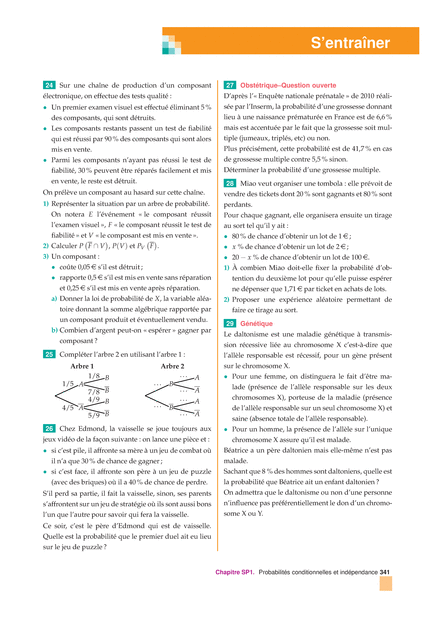 S'entraîner
24 Sur une chaîne de production d'un composant
électronique, on effectue des tests qualité :
• Un premier examen visuel est effectué éliminant 5 %
des composants, qui sont détruits.
• Les composants restants passent un test de fiabilité
qui est réussi par 90 % des composants qui sont alors
mis en vente.
• Parmi les composants n'ayant pas réussi le test de
fiabilité, 30 % peuvent être réparés facilement et mis
en vente, le reste est détruit.
On prélève un composant au hasard sur cette chaîne.
1) Représenter la situation par un arbre de probabilité.
On notera E l'événement « le composant réussit
l'examen visuel », F « le composant réussit le test de
fiabilité » et V « le composant est mis en vente ».
2) Calculer P(F̅ ∩ V), P(V) et P_V(F̅).
3) Un composant :
• coûte 0,05 € s'il est détruit ;
• rapporte 0,5 € s'il est mis en vente sans réparation
et 0,25 € s'il est mis en vente après réparation.
a) Donner la loi de probabilité de X, la variable aléa-
toire donnant la somme algébrique rapportée par
un composant produit et éventuellement vendu.
b) Combien d'argent peut-on « espérer » gagner par
composant ?
25 Compléter l'arbre 2 en utilisant l'arbre 1 :
Arbre 1 Arbre 2
1/8 B ... A
1/5 A ... B
7/8 B̅ ... A̅
4/9 B ... A
4/5 A̅ ... B̅
5/9 B̅ ... A̅
26 Chez Edmond, la vaisselle se joue toujours aux
jeux vidéo de la façon suivante : on lance une pièce et :
• si c'est pile, il affronte sa mère à un jeu de combat où
il n'a que 30 % de chance de gagner ;
• si c'est face, il affronte son père à un jeu de puzzle
(avec des briques) où il a 40 % de chance de perdre.
S'il perd sa partie, il fait la vaisselle, sinon, ses parents
s'affrontent sur un jeu de stratégie où ils sont aussi bons
l'un que l'autre pour savoir qui fera la vaisselle.
Ce soir, c'est le père d'Edmond qui est de vaisselle.
Quelle est la probabilité que le premier duel ait eu lieu
sur le jeu de puzzle ?
27 Obstétrique–Question ouverte
D'après l'« Enquête nationale prénatale » de 2010 réali-
sée par l'Inserm, la probabilité d'une grossesse donnant
lieu à une naissance prématurée en France est de 6,6 %
mais est accentuée par le fait que la grossesse soit mul-
tiple (jumeaux, triplés, etc) ou non.
Plus précisément, cette probabilité est de 41,7 % en cas
de grossesse multiple contre 5,5 % sinon.
Déterminer la probabilité d'une grossesse multiple.
28 Miao veut organiser une tombola : elle prévoit de
vendre des tickets dont 20 % sont gagnants et 80 % sont
perdants.
Pour chaque gagnant, elle organisera ensuite un tirage
au sort tel qu'il y ait :
• 80 % de chance d'obtenir un lot de 1 € ;
• x % de chance d'obtenir un lot de 2 € ;
• 20 − x % de chance d'obtenir un lot de 100 €.
1) À combien Miao doit-elle fixer la probabilité d'ob-
tention du deuxième lot pour qu'elle puisse espérer
ne dépenser que 1,71 € par ticket en achats de lots.
2) Proposer une expérience aléatoire permettant de
faire ce tirage au sort.
29 Génétique
Le daltonisme est une maladie génétique à transmis-
sion récessive liée au chromosome X c'est-à-dire que
l'allèle responsable est récessif, pour un gène présent
sur le chromosome X.
• Pour une femme, on distinguera le fait d'être ma-
lade (présence de l'allèle responsable sur les deux
chromosomes X), porteuse de la maladie (présence
de l'allèle responsable sur un seul chromosome X) et
saine (absence totale de l'allèle responsable).
• Pour un homme, la présence de l'allèle sur l'unique
chromosome X assure qu'il est malade.
Béatrice a un père daltonien mais elle-même n'est pas
malade.
Sachant que 8 % des hommes sont daltoniens, quelle est
la probabilité que Béatrice ait un enfant daltonien ?
On admettra que le daltonisme ou non d'une personne
n'influence pas préférentiellement le don d'un chromo-
some X ou Y.
Chapitre SP1. Probabilités conditionnelles et indépendance 341